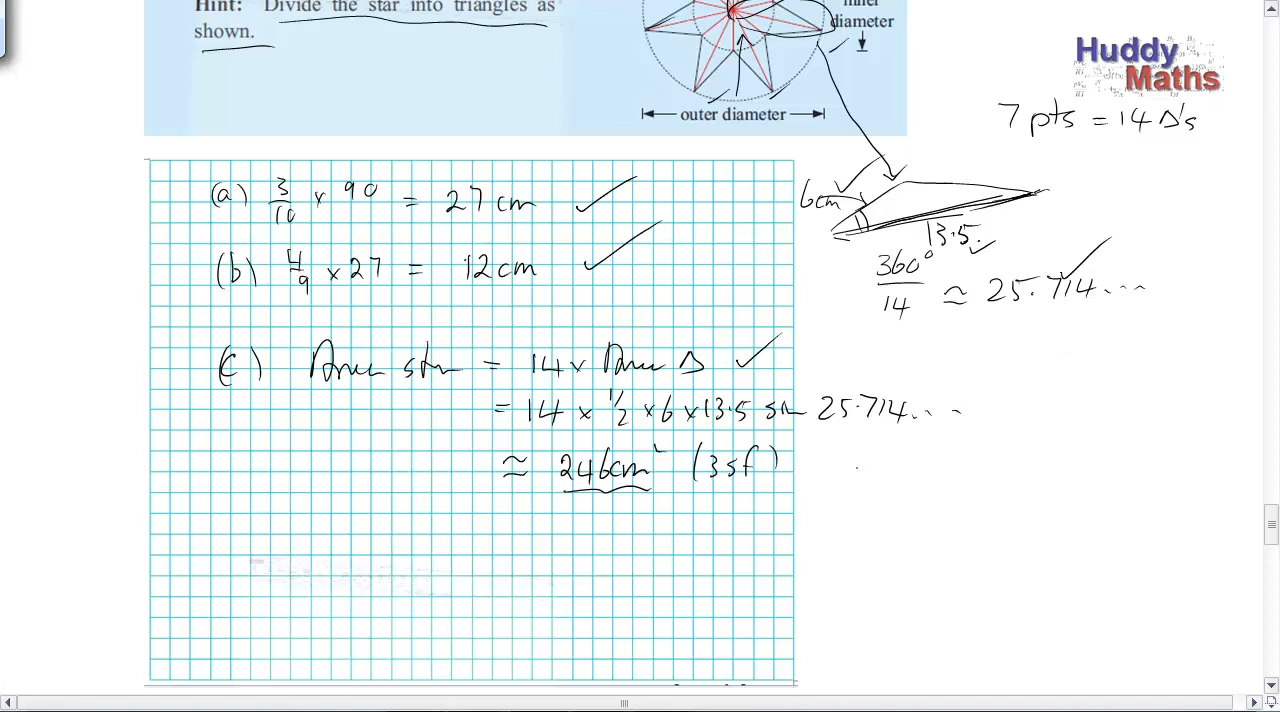 Hint: Divide the star into triangles as
shown.
inner
diameter
outer diameter
Huddy
Maths
7 pts = 14 Δ's
(a) 3/10 × 90 = 27 cm
(b) 4/9 × 27 = 12 cm
6cm
13.5
360°/14 ≈ 25.714...
(c) Area star = 14 × Area Δ
= 14 × 1/2 × 6 × 13.5 sin 25.714...
≈ 246cm² (3sf)